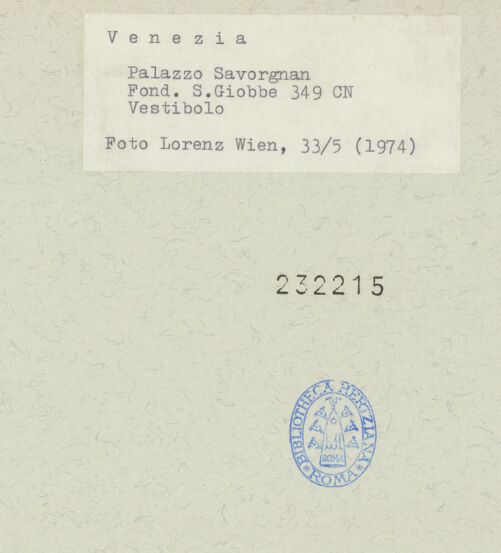 V e n e z i a
Palazzo Savorgnan
Fond. S.Giobbe 349 CN
Vestibolo
Foto Lorenz Wien, 33/5 (1974)
232215
BIBLIOTHECA HERTZIANA
ROMA
* ROMA *